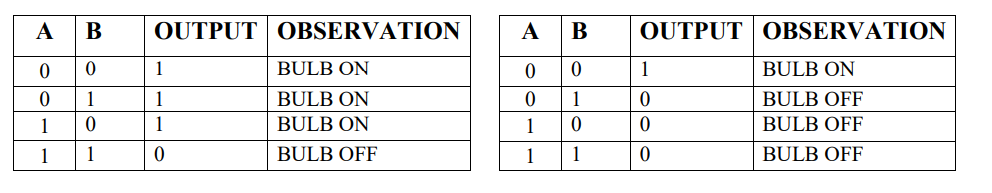 A B OUTPUT OBSERVATION
0 0 1 BULB ON
0 1 1 BULB ON
1 0 1 BULB ON
1 1 0 BULB OFF
A B OUTPUT OBSERVATION
0 0 1 BULB ON
0 1 0 BULB OFF
1 0 0 BULB OFF
1 1 0 BULB OFF